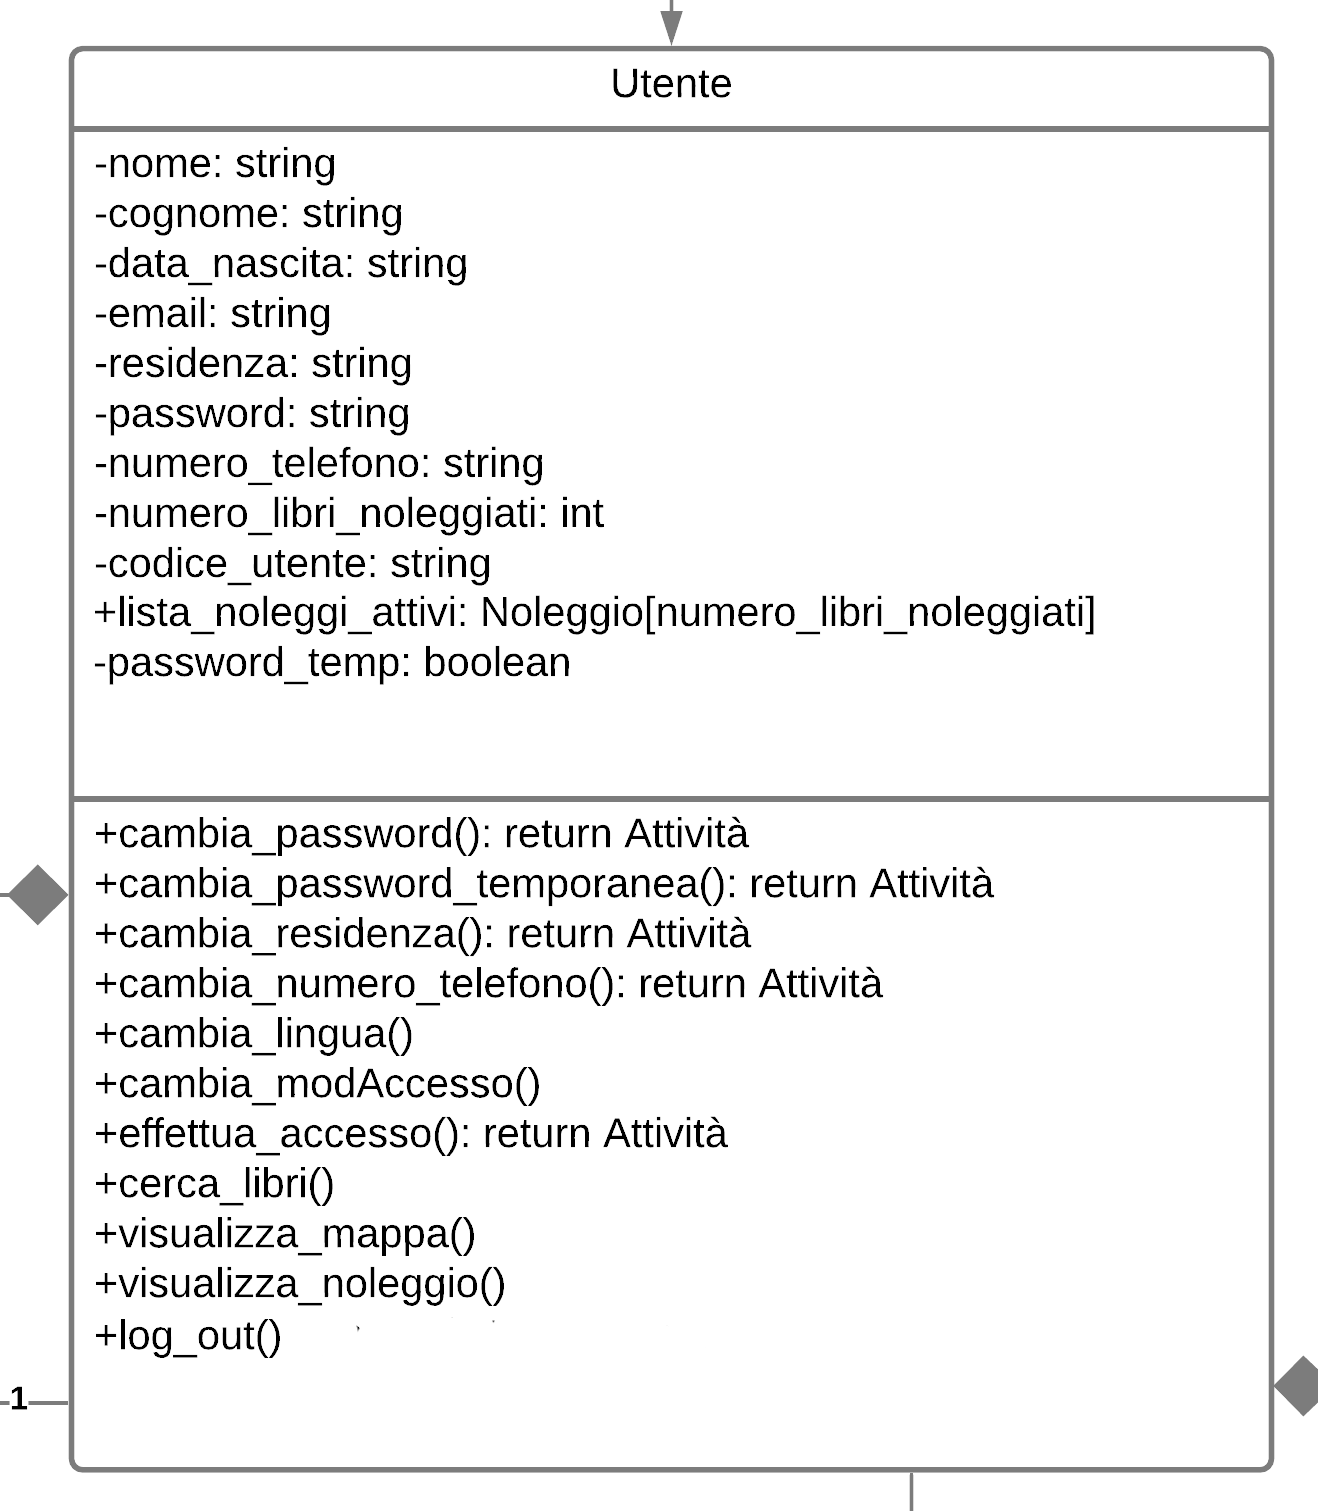 Utente
-nome: string
-cognome: string
-data_nascita: string
-email: string
-residenza: string
-password: string
-numero_telefono: string
-numero_libri_noleggiati: int
-codice_utente: string
+lista_noleggi_attivi: Noleggio[numero_libri_noleggiati]
-password_temp: boolean
+cambia_password(): return Attività
+cambia_password_temporanea(): return Attività
+cambia_residenza(): return Attività
+cambia_numero_telefono(): return Attività
+cambia_lingua()
+cambia_modAccesso()
+effettua_accesso(): return Attività
+cerca_libri()
+visualizza_mappa()
+visualizza_noleggio()
+log_out()
1